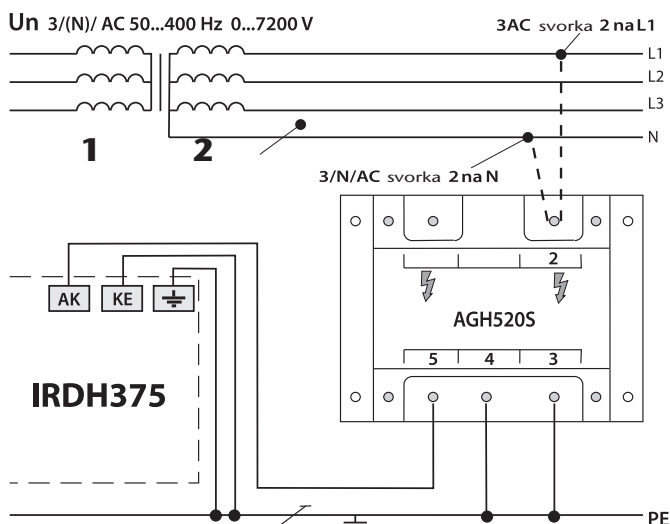 Un 3/(N)/ AC 50...400 Hz 0...7200 V
3AC svorka 2 na L1
L1
L2
L3
N
1
2
3/N/AC svorka 2 na N
2
AK
KE
AGH520S
5
4
3
IRDH375
PE